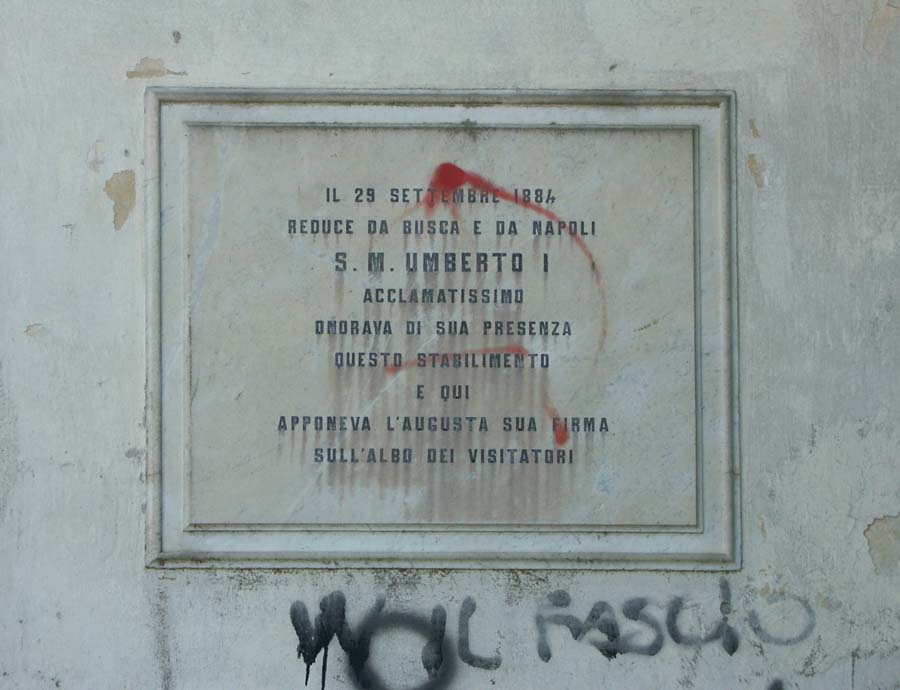 IL 29 SETTEMBRE 1884
REDUCE DA BUSCA E DA NAPOLI
S. M. UMBERTO I
ACCLAMATISSIMO
ONORAVA DI SUA PRESENZA
QUESTO STABILIMENTO
E QUI
APPONEVA L'AUGUSTA SUA FIRMA
SULL'ALBO DEI VISITATORI
W IL FASCIO